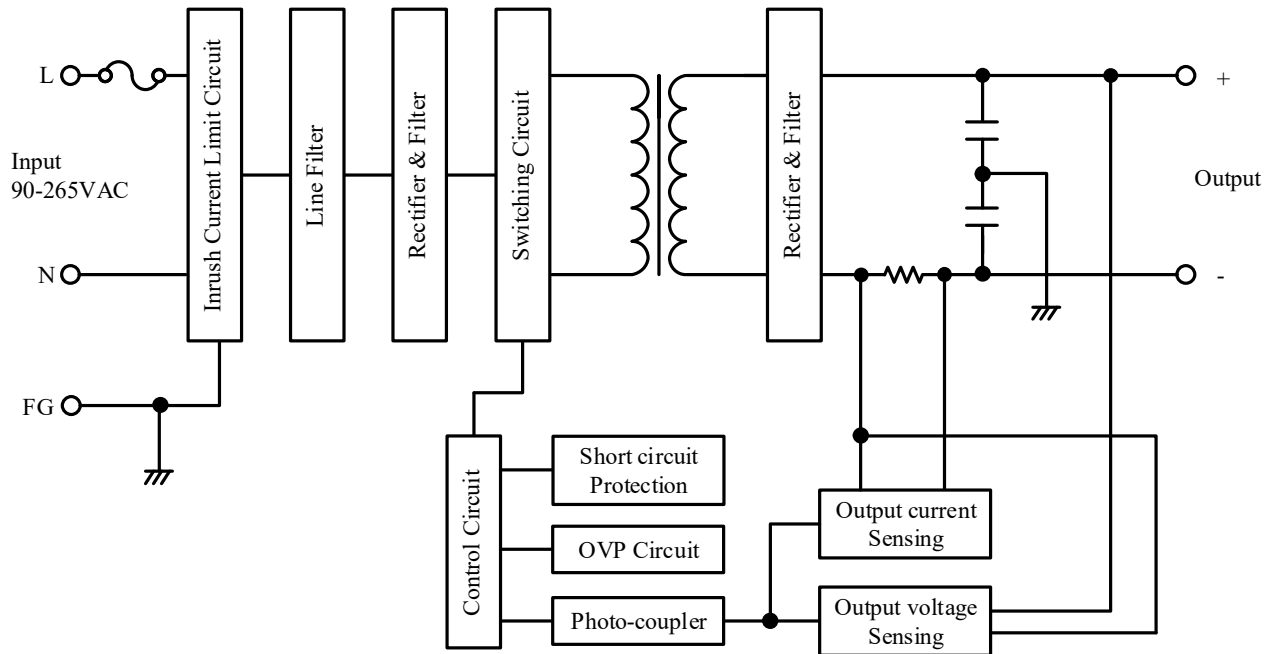 L
Input
90-265VAC
N
FG
Inrush Current Limit Circuit
Line Filter
Rectifier & Filter
Switching Circuit
Rectifier & Filter
+
Output
-
Control Circuit
Short circuit
Protection
OVP Circuit
Photo-coupler
Output current
Sensing
Output voltage
Sensing